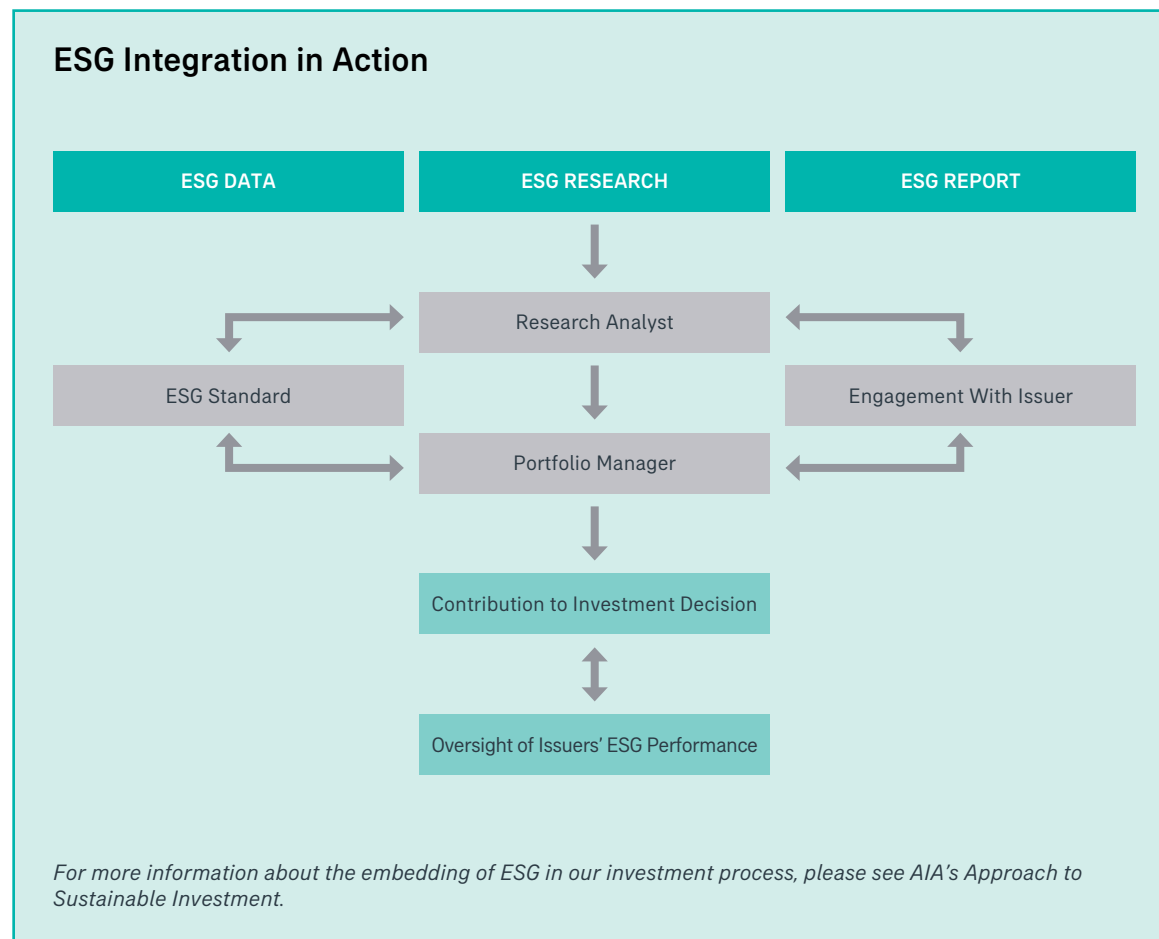 ESG Integration in Action
ESG DATA
ESG RESEARCH
ESG REPORT
Research Analyst
ESG Standard
Engagement With Issuer
Portfolio Manager
Contribution to Investment Decision
Oversight of Issuers’ ESG Performance
For more information about the embedding of ESG in our investment process, please see AIA’s Approach to
Sustainable Investment.